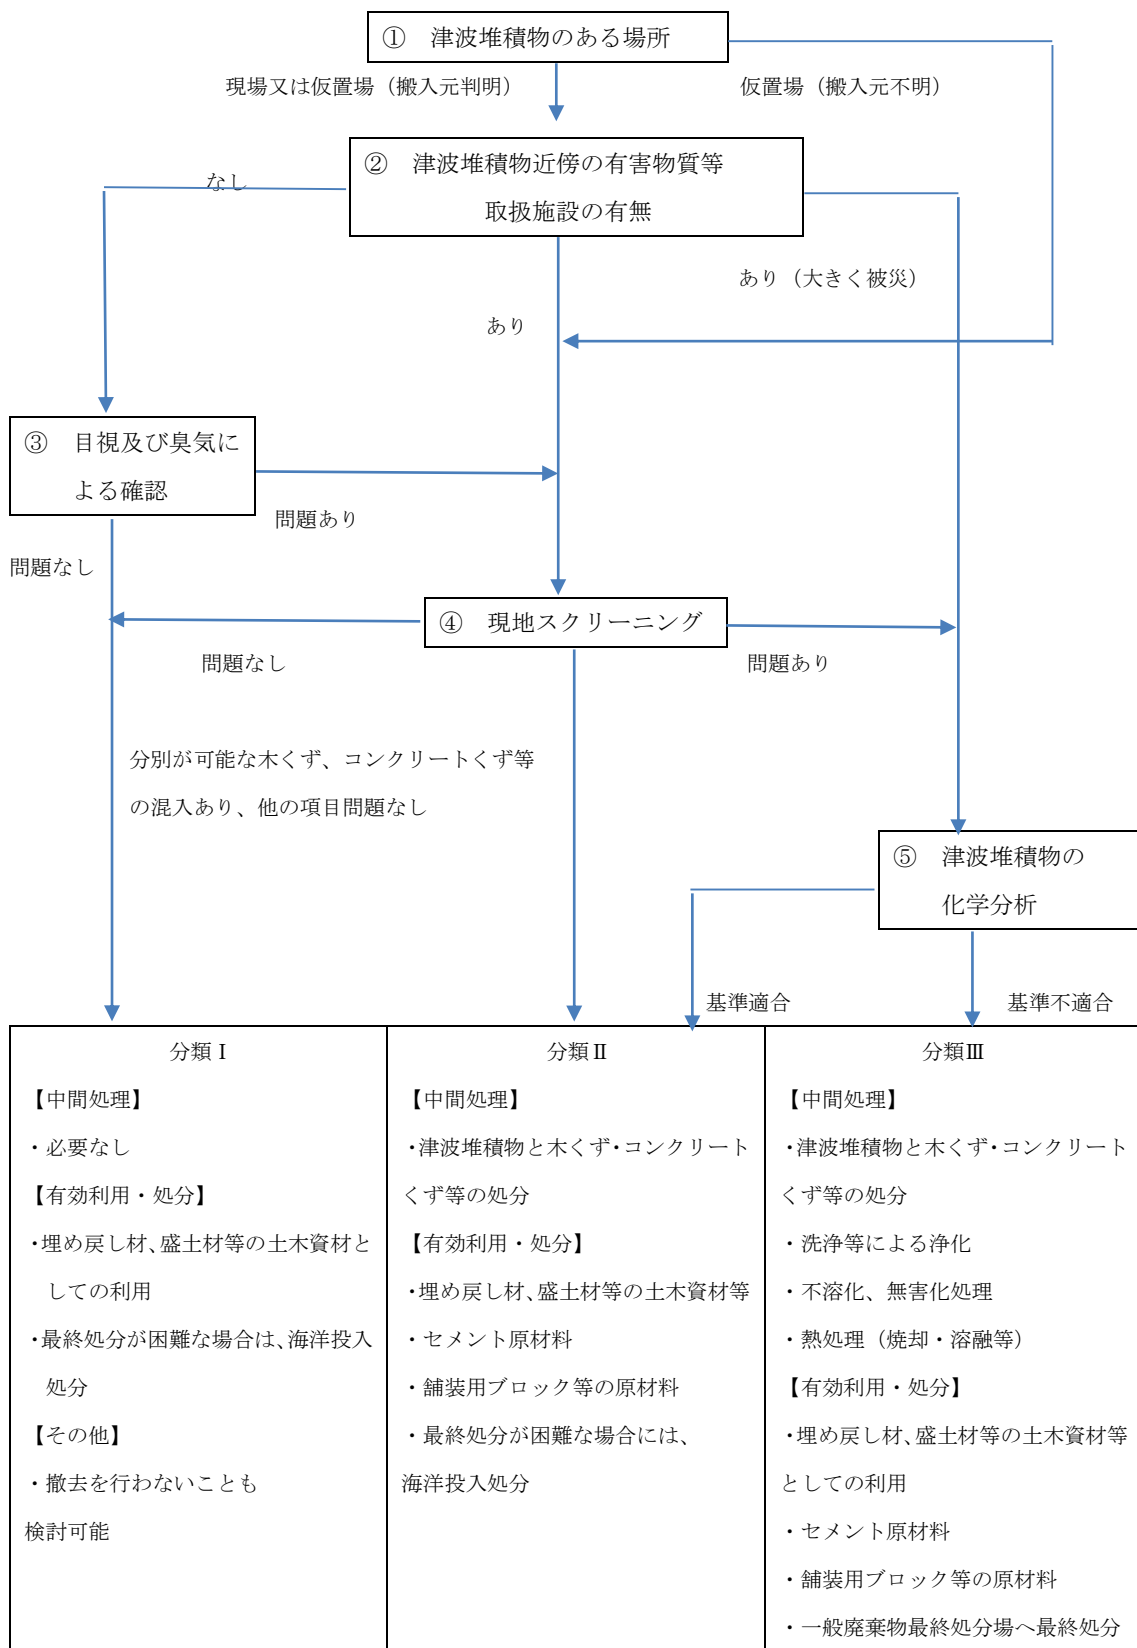 ① 津波堆積物のある場所
現場又は仮置場（搬入元判明）
仮置場（搬入元不明）
② 津波堆積物近傍の有害物質等
取扱施設の有無
なし
あり（大きく被災）
あり
③ 目視及び臭気に
よる確認
問題あり
問題なし
④ 現地スクリーニング
問題なし
問題あり
分別が可能な木くず、コンクリートくず等
の混入あり、他の項目問題なし
⑤ 津波堆積物の
化学分析
基準適合
基準不適合
分類Ⅰ
【中間処理】
・必要なし
【有効利用・処分】
・埋め戻し材、盛土材等の土木資材と
しての利用
・最終処分が困難な場合は、海洋投入
処分
【その他】
・撤去を行わないことも
検討可能
分類Ⅱ
【中間処理】
・津波堆積物と木くず・コンクリート
くず等の処分
【有効利用・処分】
・埋め戻し材、盛土材等の土木資材等
・セメント原材料
・舗装用ブロック等の原材料
・最終処分が困難な場合には、
海洋投入処分
分類Ⅲ
【中間処理】
・津波堆積物と木くず・コンクリート
くず等の処分
・洗浄等による浄化
・不溶化、無害化処理
・熱処理（焼却・溶融等）
【有効利用・処分】
・埋め戻し材、盛土材等の土木資材等
としての利用
・セメント原材料
・舗装用ブロック等の原材料
・一般廃棄物最終処分場へ最終処分